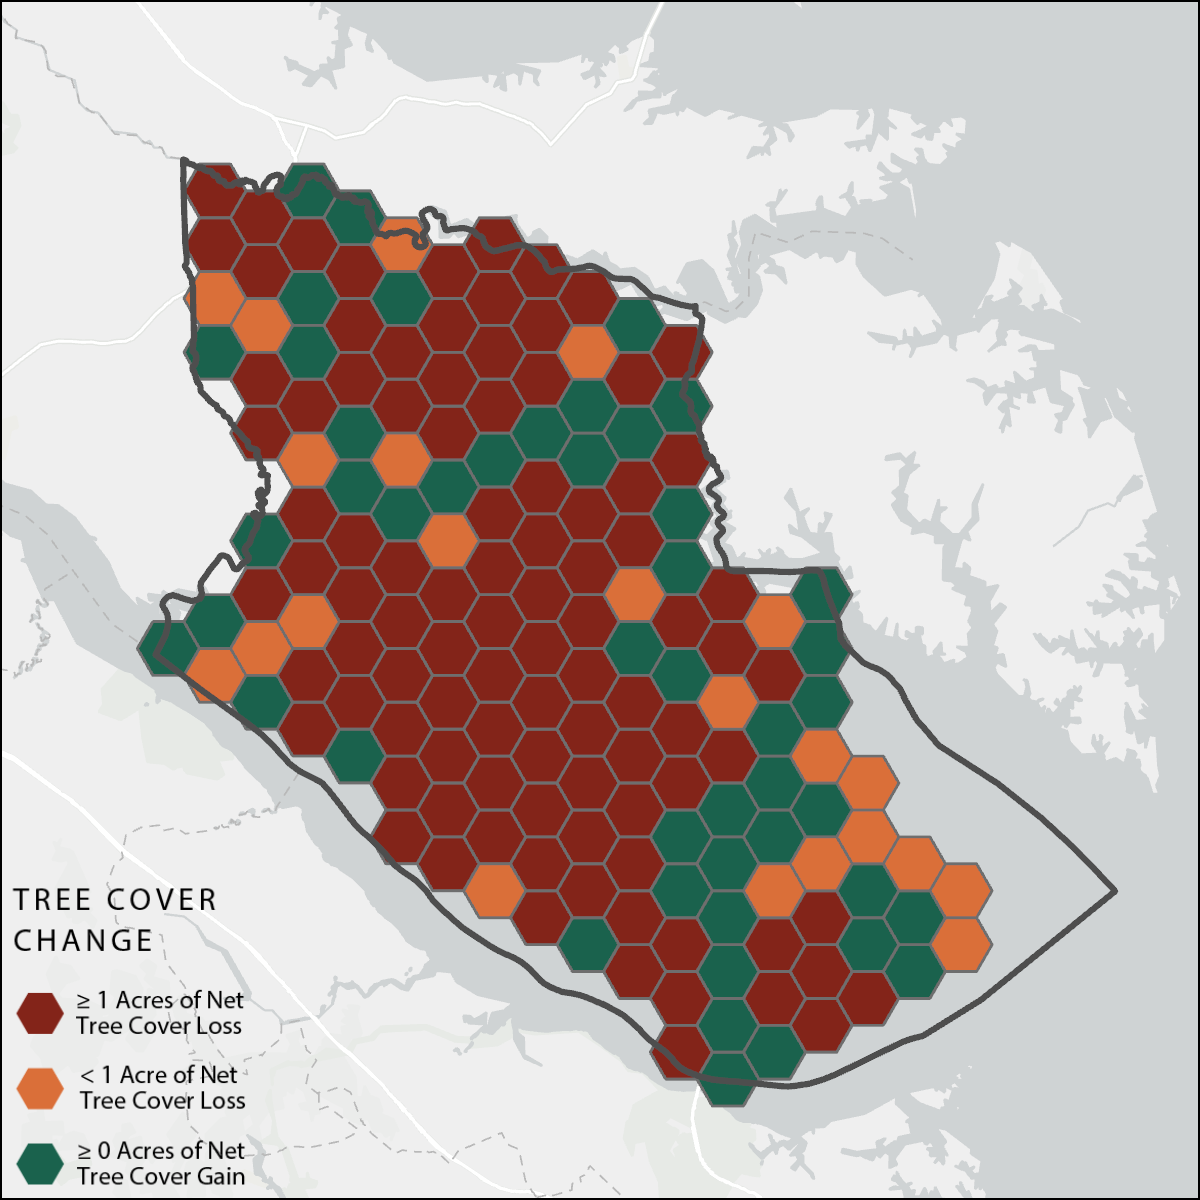 TREE COVER
CHANGE
≥ 1 Acres of Net
Tree Cover Loss
< 1 Acre of Net
Tree Cover Loss
≥ 0 Acres of Net
Tree Cover Gain